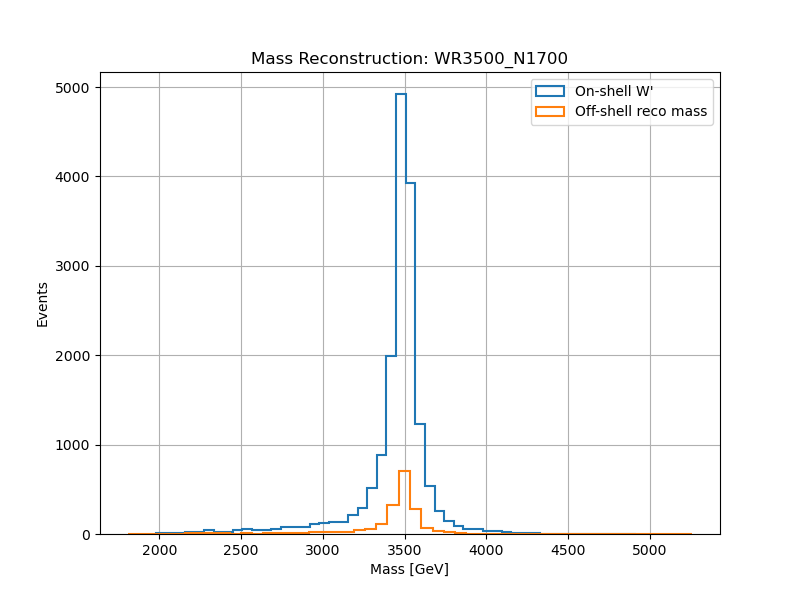 Mass Reconstruction: WR3500_N1700
On-shell W'
Off-shell reco mass
5000
4000
3000
2000
1000
0
Events
2000
2500
3000
3500
4000
4500
5000
Mass [GeV]